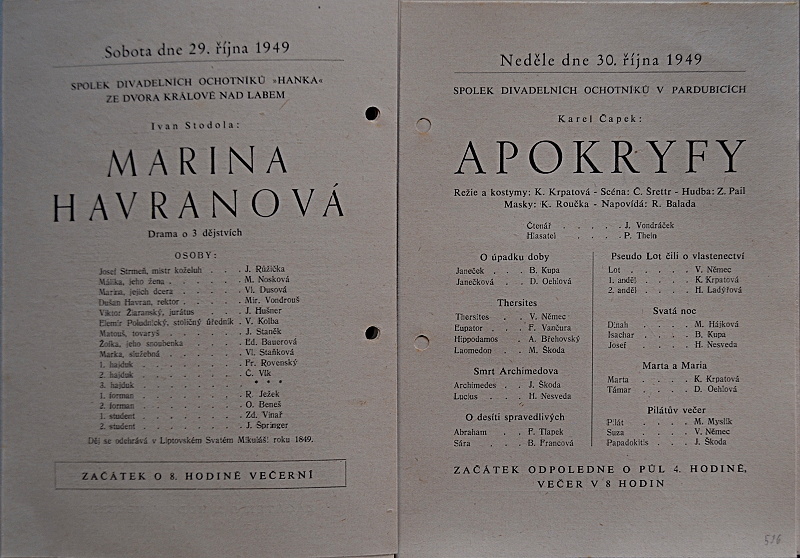 Sobota dne 29. října 1949
SPOLEK DIVADELNÍCH OCHOTNÍKŮ »HANKA«
ZE DVORA KRÁLOVÉ NAD LABEM
Ivan Stodola:
MARINA
HAVRANOVÁ
Drama o 3 dějstvích
OSOBY:
Josef Strmeň, mistr koželuh . . . J. Růžička
Máška, jeho žena . . . . . . M. Nosková
Marina, jejich dcera . . . . . Vl. Dusová
Dušan Havran, rektor . . . . . Mir. Vondrouš
Viktor Žiaranský, jurátus . . . . J. Hušner
Elemír Poludnický, stoličný úředník . V. Kolba
Matouš, tovaryš . . . . . . J. Staněk
Žofka, jeho snoubenka . . . . Ed. Bauerová
Marka, služebná . . . . . . Vl. Staňková
1. hajduk . . . . . . . . Fr. Rovenský
2. hajduk . . . . . . . . C. Vlk
3. hajduk . . . . . . . . * * *
1. forman . . . . . . . . R. Ježek
2. forman . . . . . . . . O. Beneš
1. student . . . . . . . . Zd. Vinař
2. student . . . . . . . . J. Springer
Děj se odehrává v Liptovském Svatém Mikuláši roku 1849.
ZAČÁTEK O 8. HODINĚ VEČERNÍ
Neděle dne 30. října 1949
SPOLEK DIVADELNÍCH OCHOTNÍKŮ V PARDUBICÍCH
Karel Čapek:
APOKRYFY
Režie a kostymy: K. Krpatová - Scéna: Č. Šrettr - Hudba: Z. Pail
Masky: K. Roučka - Napovídá: R. Balada
Čtenář . . . . J. Vondráček
Hlasatel . . . . P. Thein
O úpadku doby
Janeček . . . B. Kupa
Janečková . . . D. Oehlová
Thersites
Thersites . . . V. Němec
Eupator . . . F. Vančura
Hippodamos . . . A. Břehovský
Laomedon . . . M. Škoda
Smrt Archimedova
Archimedes . . . J. Škoda
Lucius . . . H. Nesveda
O desíti spravedlivých
Abraham . . . F. Tlapek
Sára . . . B. Francová
Pseudo Lot čili o vlastenectví
Lot . . . . . V. Němec
1. anděl . . . . K. Krpatová
2. anděl . . . . H. Ladýřová
Svatá noc
Dinah . . . . M. Hájková
Isachar . . . . B. Kupa
Josef . . . . H. Nesveda
Marta a Maria
Marta . . . . K. Krpatová
Támar . . . . D. Oehlová
Pilátův večer
Pilát . . . . . M. Myslík
Suza . . . . . V. Němec
Papadokitis . . . J. Škoda
ZAČÁTEK ODPOLEDNE O PŮL 4. HODINĚ,
VEČER V 8 HODIN